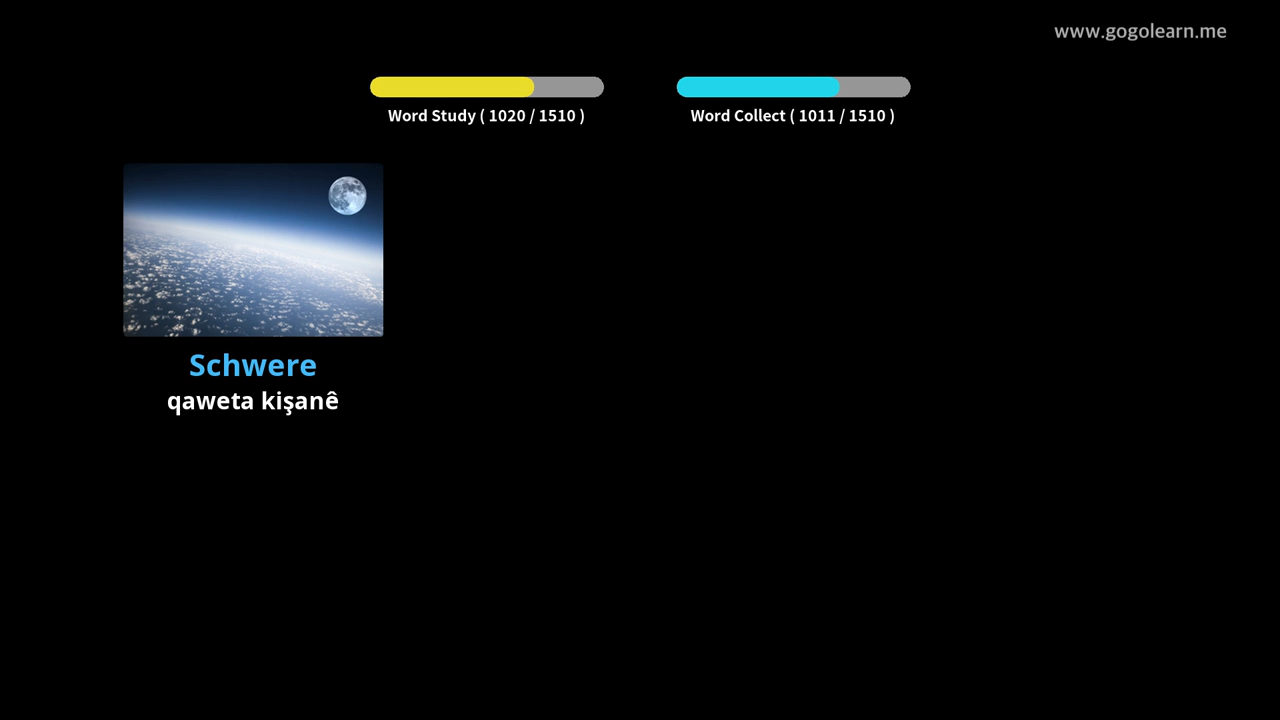 www.gogolearn.me
Word Study ( 1020 / 1510 )
Word Collect ( 1011 / 1510 )
Schwere
qaweta kişanê